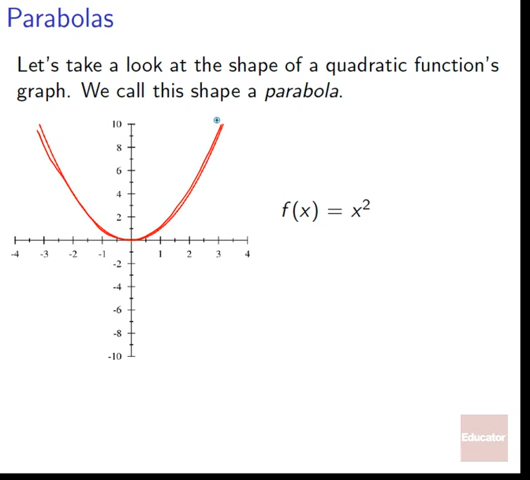 Parabolas
Let's take a look at the shape of a quadratic function's
graph. We call this shape a parabola.
10
8
6
4
2
-4 -3 -2 -1 1 2 3 4
-2
-4
-6
-8
-10
f(x) = x²
Educator